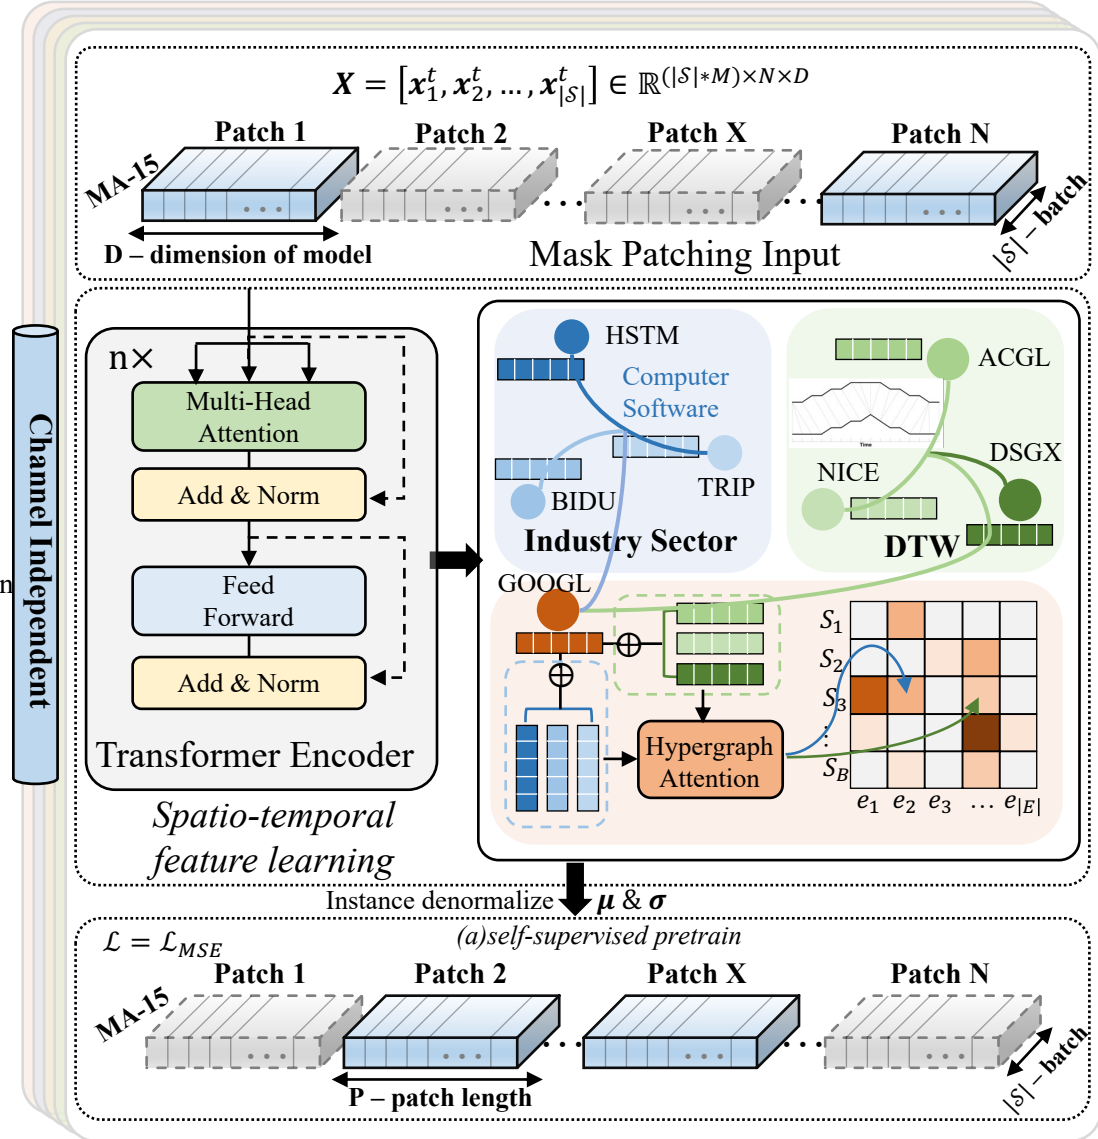 X = [x_1^t, x_2^t, ..., x_{|S|}^t] ∈ ℝ^{(|S|*M)×N×D}
Patch 1
Patch 2
Patch X
Patch N
MA-15
...
D – dimension of model
Mask Patching Input
|S| – batch
n
Channel Independent
n×
Multi-Head
Attention
Add & Norm
Feed
Forward
Add & Norm
Transformer Encoder
Spatio-temporal
feature learning
HSTM
Computer
Software
BIDU
TRIP
Industry Sector
ACGL
Time
NICE
DSGX
DTW
GOOGL
Hypergraph
Attention
S_1
S_2
S_3
⋮
S_B
e_1 e_2 e_3 ... e_{|E|}
Instance denormalize μ & σ
(a)self-supervised pretrain
ℒ = ℒ_{MSE}
Patch 1
Patch 2
Patch X
Patch N
MA-15
...
P – patch length
|S| – batch